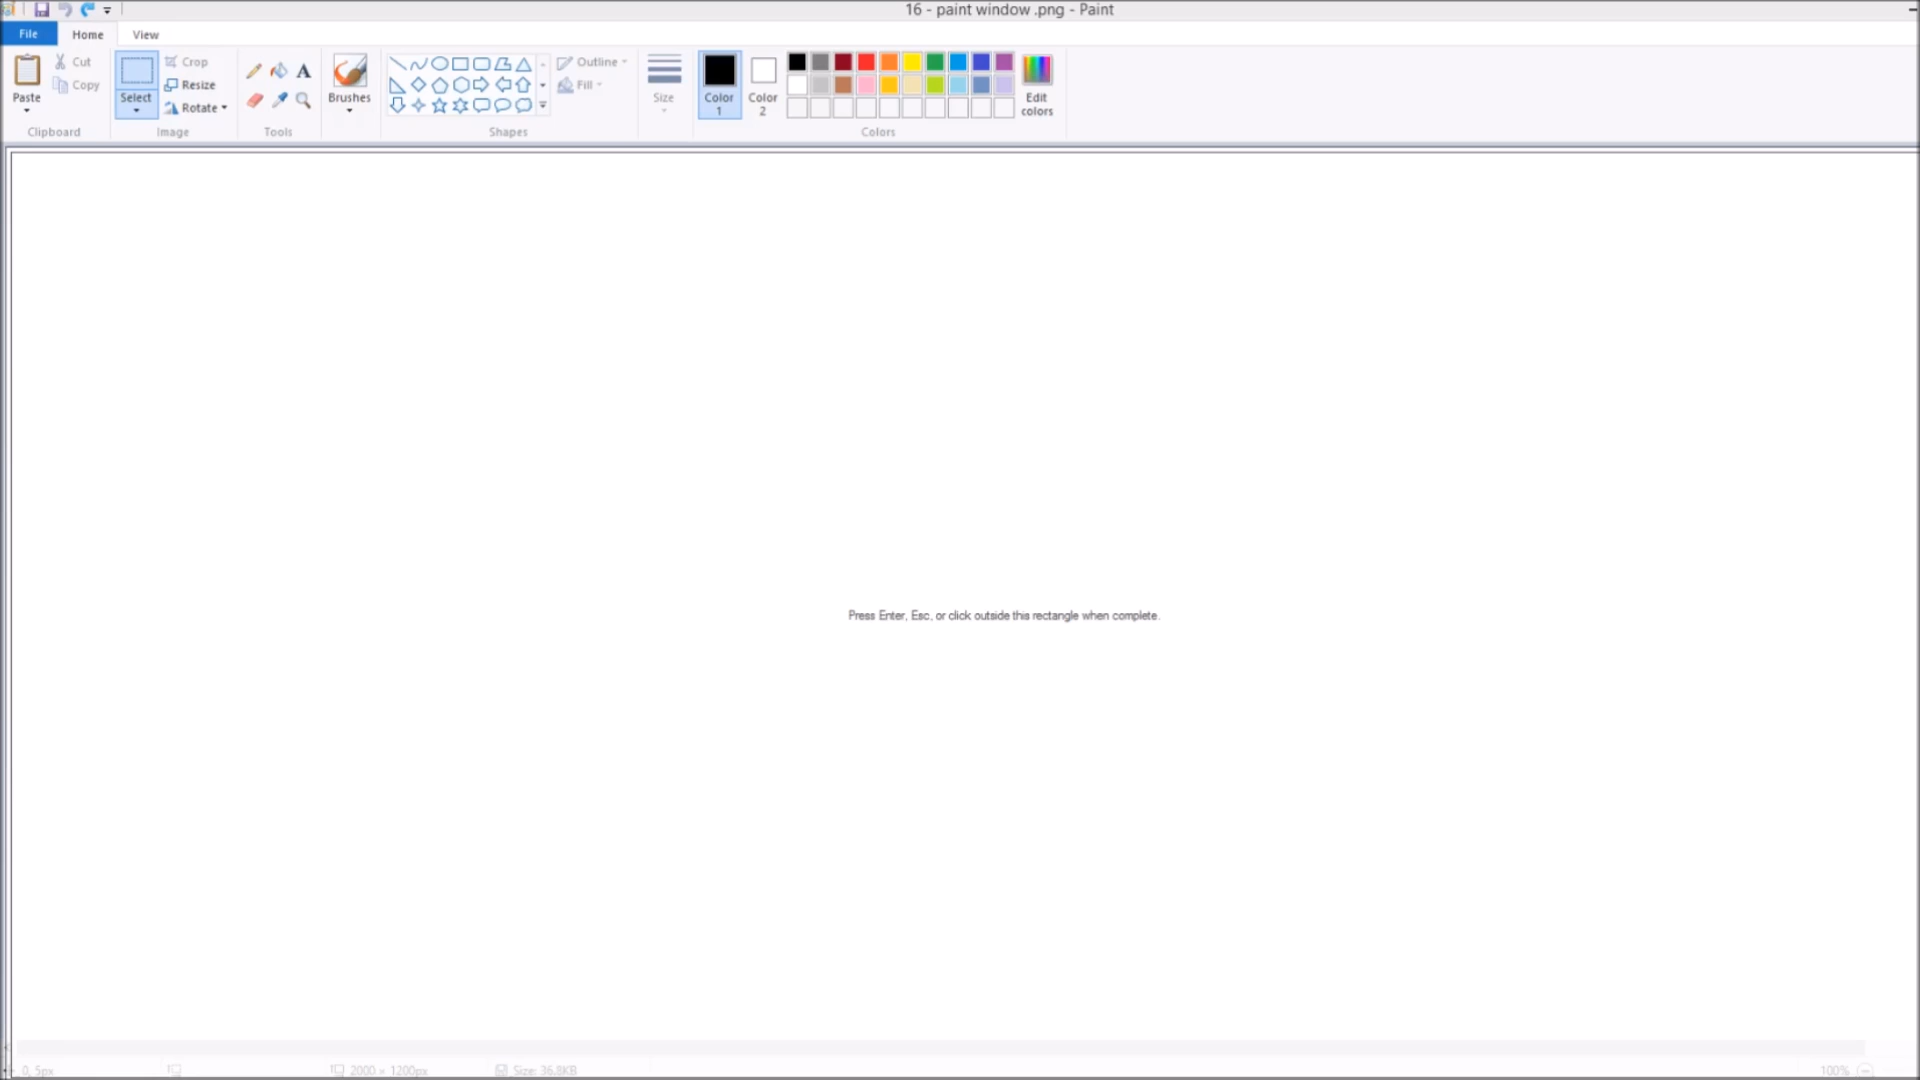 16 - paint window .png - Paint
File Home View
Paste
Cut
Copy
Clipboard
Select
Crop
Resize
Rotate
Image
A
Tools
Brushes
Shapes
Outline
Fill
Size
Color 1
Color 2
Edit colors
Colors
Press Enter, Esc, or click outside this rectangle when complete.
0, 5px
2000 × 1200px
Size: 36.8KB
100%